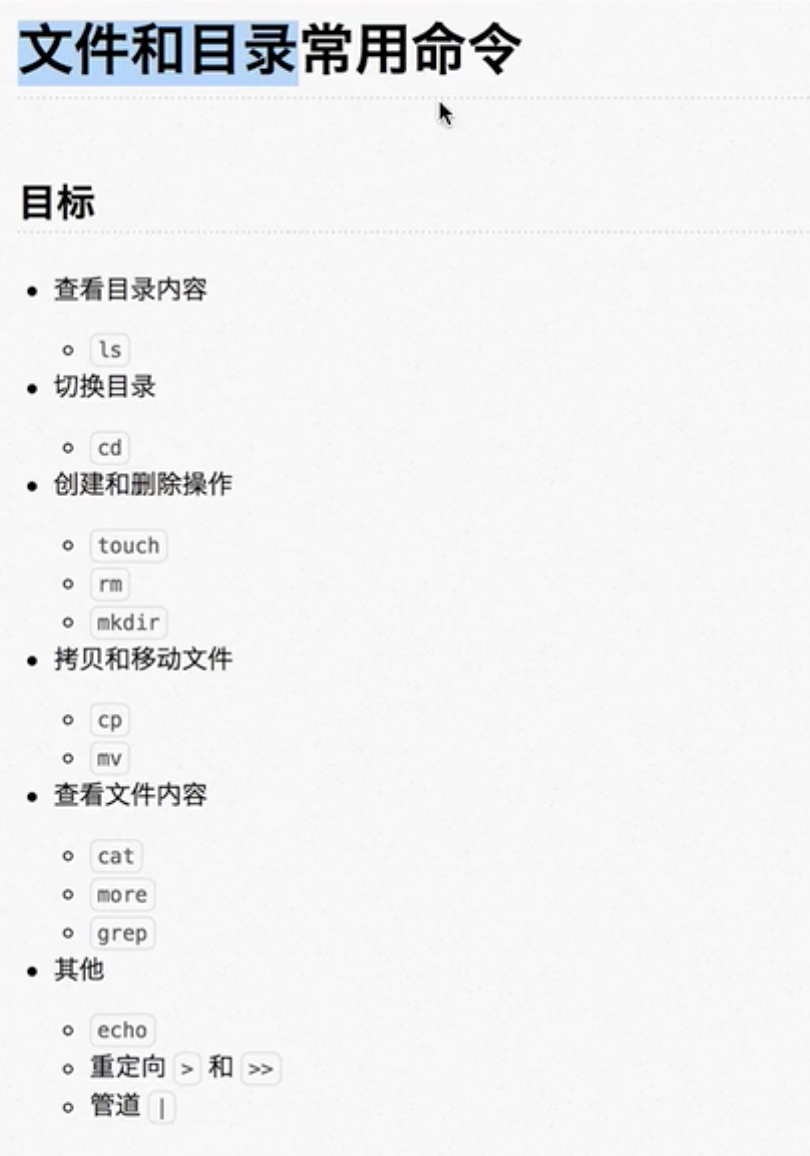 文件和目录常用命令
目标
查看目录内容
ls
切换目录
cd
创建和删除操作
touch
rm
mkdir
拷贝和移动文件
cp
mv
查看文件内容
cat
more
grep
其他
echo
重定向 > 和 >>
管道 |